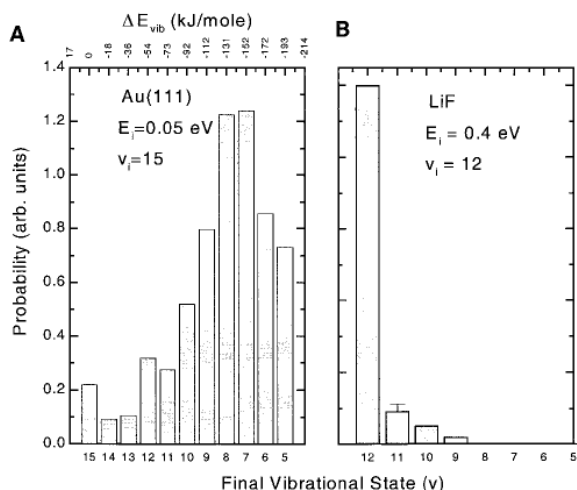 A
ΔE_vib (kJ/mole)
17 0 -18 -36 -54 -73 -92 -112 -131 -152 -172 -193 -214
B
1.4
1.2
1.0
0.8
0.6
0.4
0.2
0.0
Probability (arb. units)
Au(111)
E_i=0.05 eV
v_i=15
LiF
E_i = 0.4 eV
v_i = 12
15 14 13 12 11 10 9 8 7 6 5
12 11 10 9 8 7 6 5
Final Vibrational State (v)